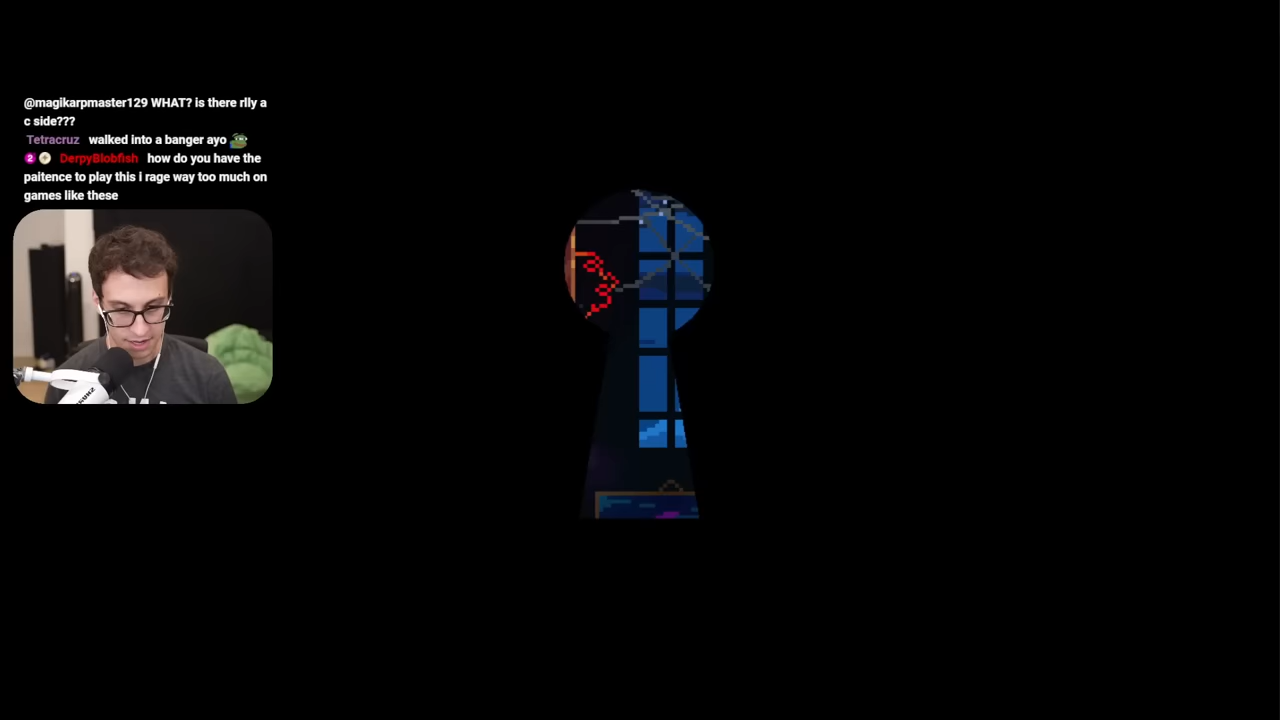 @magikarpmaster129 WHAT? is there rlly a
c side???
Tetracruz walked into a banger ayo
2 DerpyBlobfish how do you have the
paitence to play this i rage way too much on
games like these